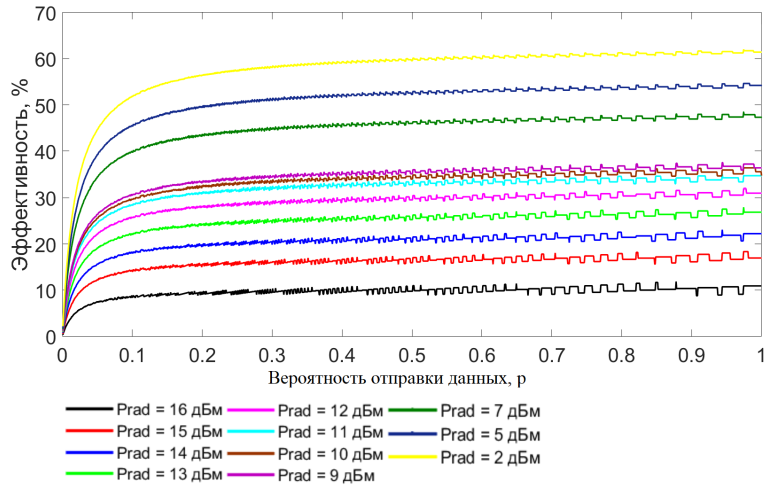 70
60
50
40
30
20
10
0
Эффективность, %
0 0.1 0.2 0.3 0.4 0.5 0.6 0.7 0.8 0.9 1
Вероятность отправки данных, p
Prad = 16 дБм Prad = 12 дБм Prad = 7 дБм
Prad = 15 дБм Prad = 11 дБм Prad = 5 дБм
Prad = 14 дБм Prad = 10 дБм Prad = 2 дБм
Prad = 13 дБм Prad = 9 дБм